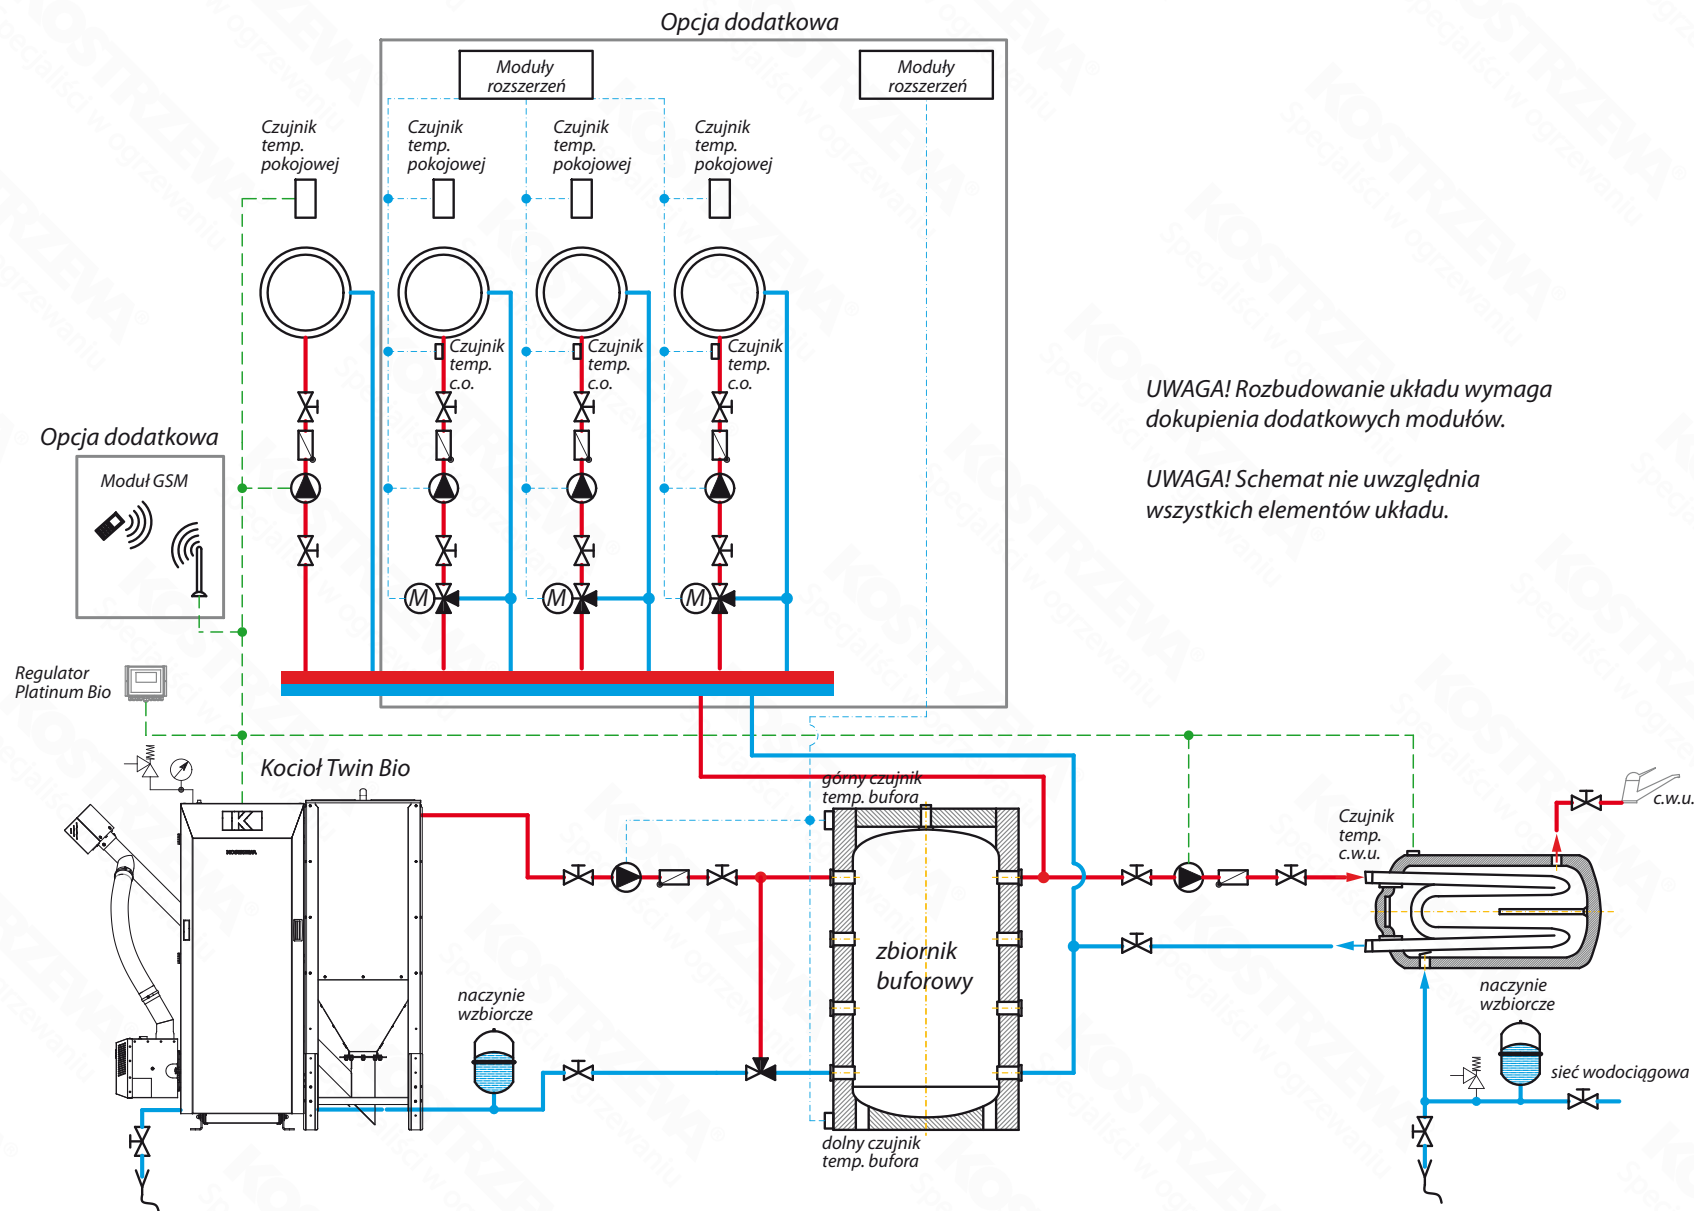 Opcja dodatkowa
Moduły
rozszerzeń
Moduły
rozszerzeń
Czujnik
temp.
pokojowej
Czujnik
temp.
pokojowej
Czujnik
temp.
pokojowej
Czujnik
temp.
pokojowej
Czujnik
temp.
c.o.
Czujnik
temp.
c.o.
Czujnik
temp.
c.o.
UWAGA! Rozbudowanie układu wymaga
dokupienia dodatkowych modułów.
UWAGA! Schemat nie uwzględnia
wszystkich elementów układu.
Opcja dodatkowa
Moduł GSM
M
M
M
Regulator
Platinum Bio
Kocioł Twin Bio
górny czujnik
temp. bufora
c.w.u.
Czujnik
temp.
c.w.u.
zbiornik
buforowy
naczynie
wzbiorcze
naczynie
wzbiorcze
sieć wodociągowa
dolny czujnik
temp. bufora
KOSTRZEWA
Specjaliści w ogrzewaniu